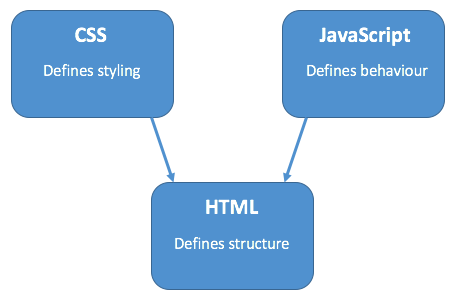 CSS
Defines styling
JavaScript
Defines behaviour
HTML
Defines structure